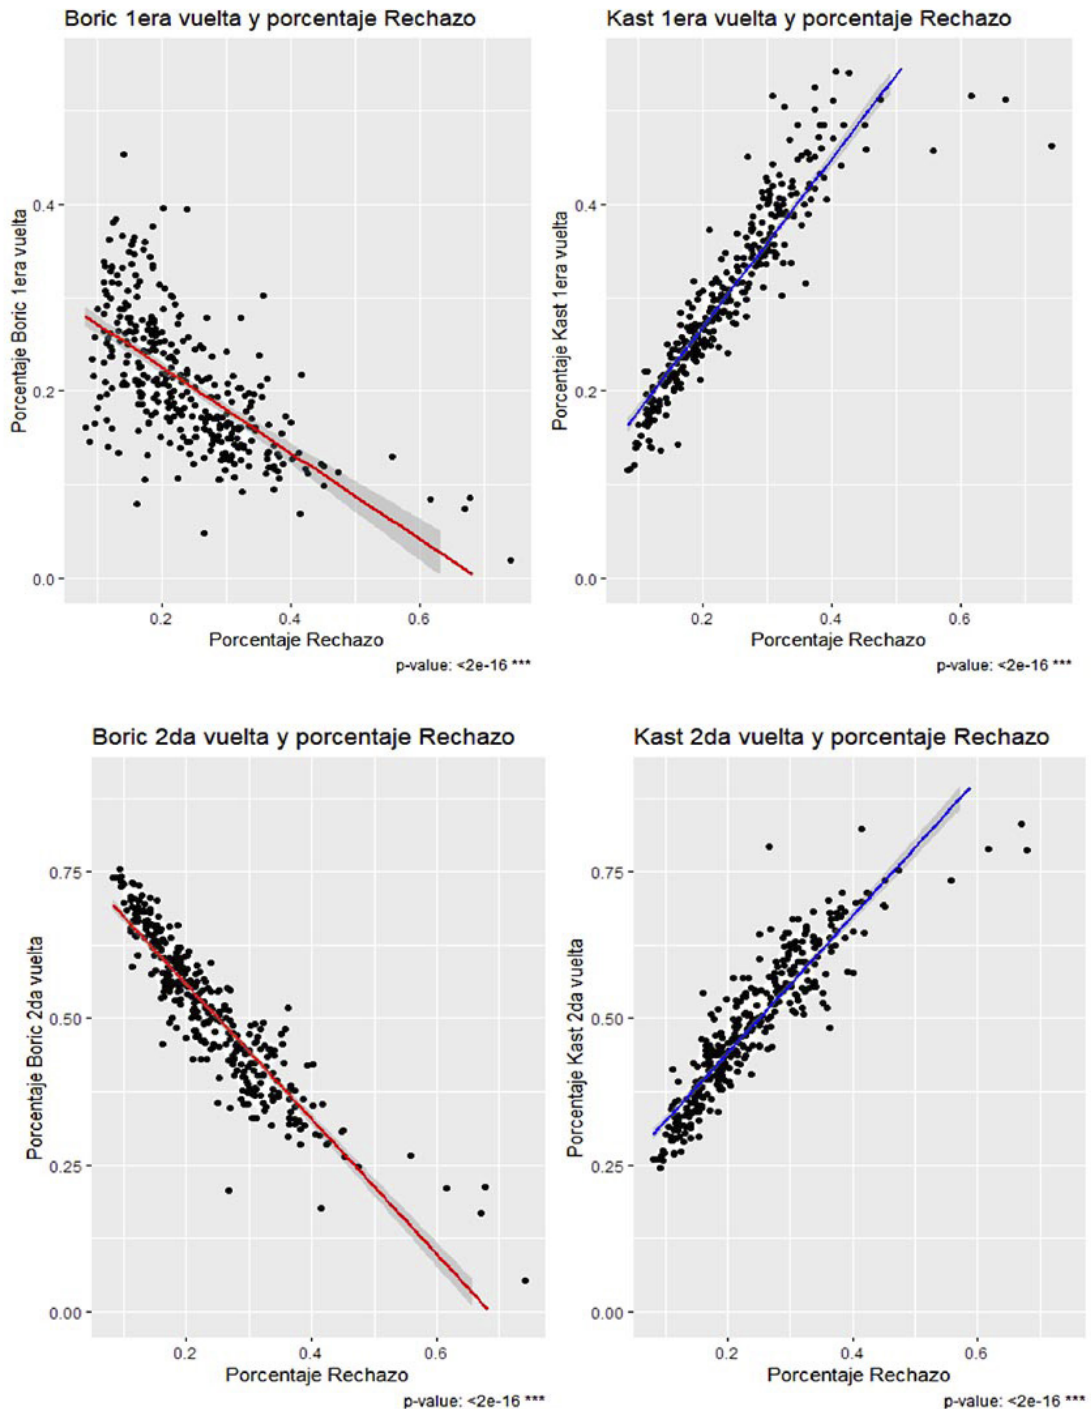 Boric 1era vuelta y porcentaje Rechazo
Porcentaje Boric 1era vuelta
0.4
0.2
0.0
0.2 0.4 0.6
Porcentaje Rechazo
p-value: <2e-16 ***
Kast 1era vuelta y porcentaje Rechazo
Porcentaje Kast 1era vuelta
0.4
0.2
0.0
0.2 0.4 0.6
Porcentaje Rechazo
p-value: <2e-16 ***
Boric 2da vuelta y porcentaje Rechazo
Porcentaje Boric 2da vuelta
0.75
0.50
0.25
0.00
0.2 0.4 0.6
Porcentaje Rechazo
p-value: <2e-16 ***
Kast 2da vuelta y porcentaje Rechazo
Porcentaje Kast 2da vuelta
0.75
0.50
0.25
0.00
0.2 0.4 0.6
Porcentaje Rechazo
p-value: <2e-16 ***